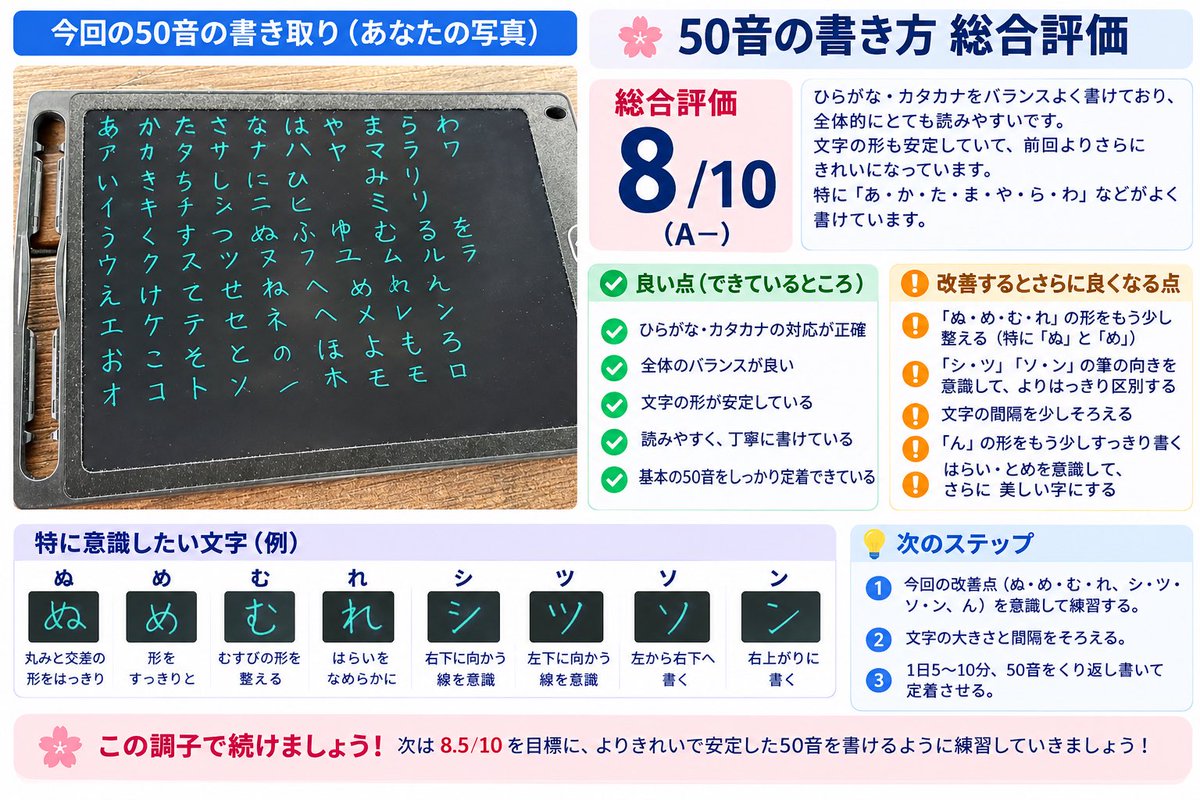 今回の50音の書き取り（あなたの写真）
あ か た さ な は や ま ら わ
ア カ タ サ ナ ハ ヤ マ ラ ワ
い き ち し に ひ み り
イ キ チ シ ニ ヒ ミ リ
う く す つ ぬ ふ ゆ む る を
ウ ク ス ツ ヌ フ ユ ム ル ラ
え け て せ ね へ め れ ん
エ ケ テ セ ネ ヘ メ レ ン
お こ そ と の ほ よ も ろ
オ コ ト ソ ノ ホ モ モ ロ
50音の書き方 総合評価
総合評価
8/10
（A－）
ひらがな・カタカナをバランスよく書けており、
全体的にとても読みやすいです。
文字の形も安定していて、前回よりさらに
きれいになっています。
特に「あ・か・た・ま・や・ら・わ」などがよく
書けています。
良い点（できているところ）
ひらがな・カタカナの対応が正確
全体のバランスが良い
文字の形が安定している
読みやすく、丁寧に書けている
基本の50音をしっかり定着できている
改善するとさらに良くなる点
「ぬ・め・む・れ」の形をもう少し
整える（特に「ぬ」と「め」）
「シ・ツ」「ソ・ン」の筆の向きを
意識して、よりはっきり区別する
文字の間隔を少しそろえる
「ん」の形をもう少しすっきり書く
はらい・とめを意識して、
さらに 美しい字にする
特に意識したい文字（例）
ぬ め む れ シ ツ ソ ン
ぬ め む れ シ ツ ソ ン
丸みと交差の
形をはっきり
形を
すっきりと
むすびの形を
整える
はらいを
なめらかに
右下に向かう
線を意識
左下に向かう
線を意識
左から右下へ
書く
右上がりに
書く
次のステップ
1 今回の改善点（ぬ・め・む・れ、シ・ツ・
ソ・ン、ん）を意識して練習する。
2 文字の大きさと間隔をそろえる。
3 1日5〜10分、50音をくり返し書いて
定着させる。
この調子で続けましょう！ 次は 8.5/10 を目標に、よりきれいで安定した50音を書けるように練習していきましょう！